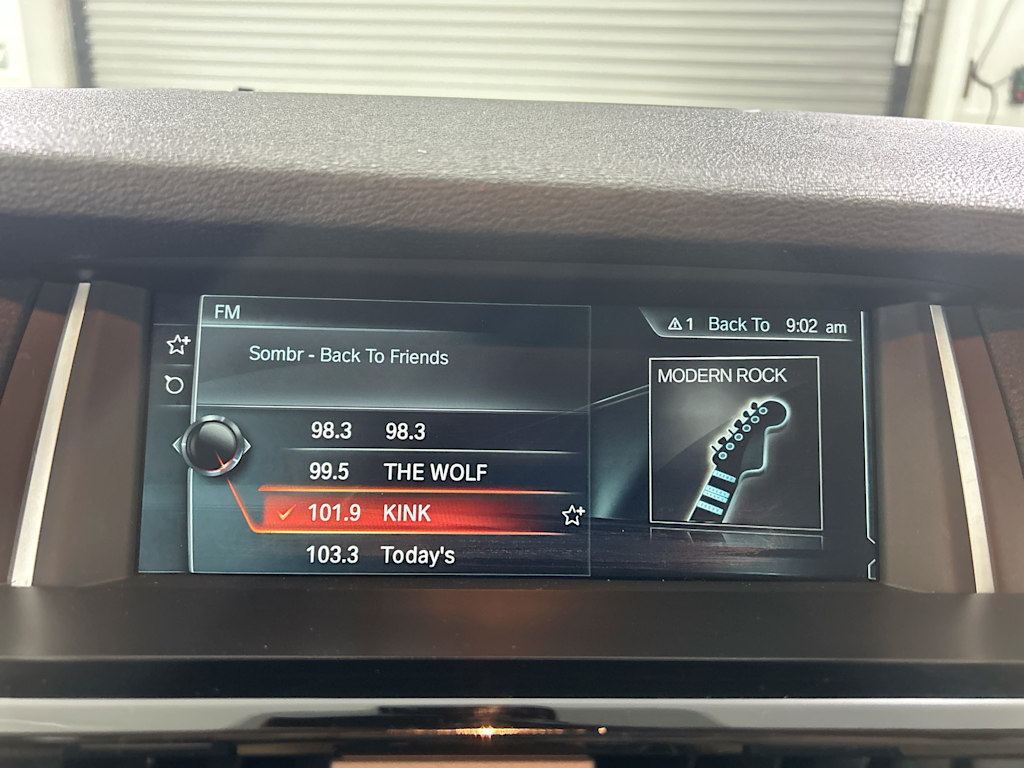 FM
1 Back To 9:02 am
Sombr - Back To Friends
MODERN ROCK
98.3 98.3
99.5 THE WOLF
101.9 KINK
103.3 Today's